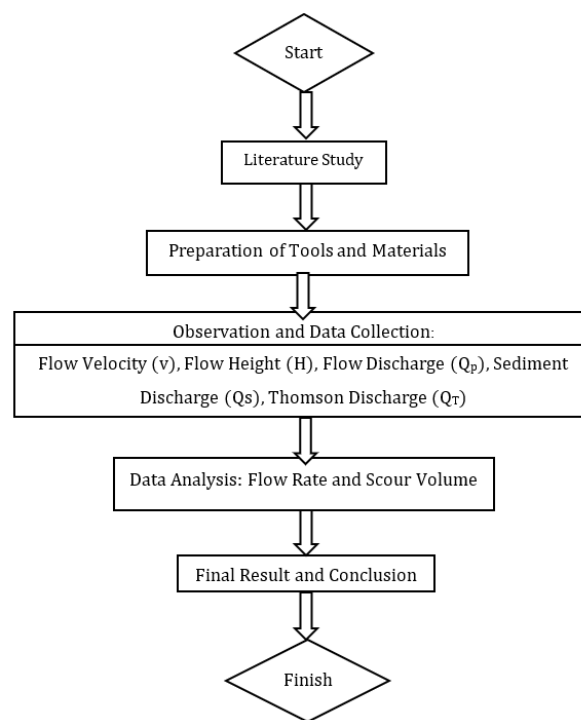 Start
Literature Study
Preparation of Tools and Materials
Observation and Data Collection:
Flow Velocity (v), Flow Height (H), Flow Discharge (Qₚ), Sediment
Discharge (Qs), Thomson Discharge (Q_T)
Data Analysis: Flow Rate and Scour Volume
Final Result and Conclusion
Finish